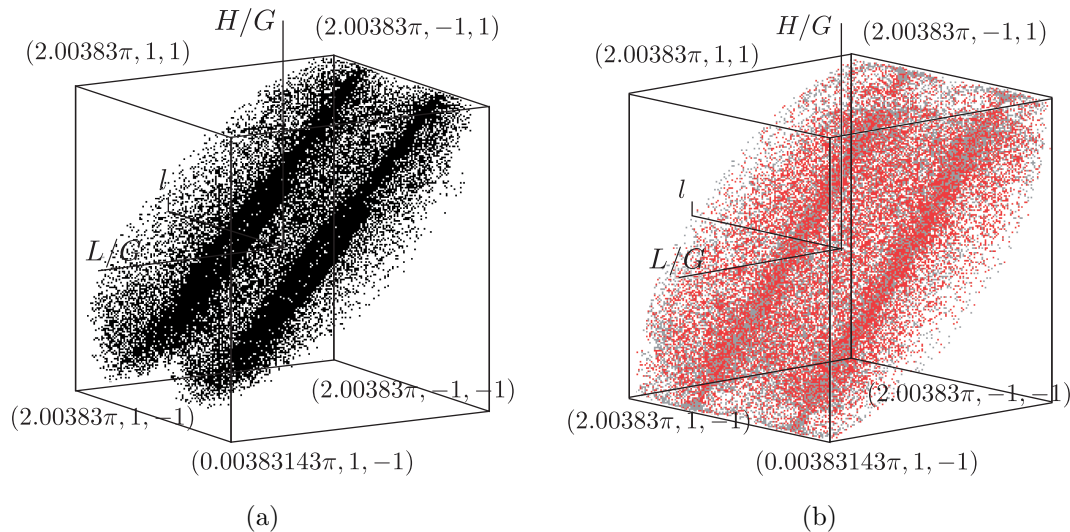 H/G
(2.00383π, 1, 1)
(2.00383π, −1, 1)
l
L/G
(2.00383π, 1, −1)
(2.00383π, −1, −1)
(0.00383143π, 1, −1)
(a)
H/G
(2.00383π, 1, 1)
(2.00383π, −1, 1)
l
L/G
(2.00383π, 1, −1)
(2.00383π, −1, −1)
(0.00383143π, 1, −1)
(b)